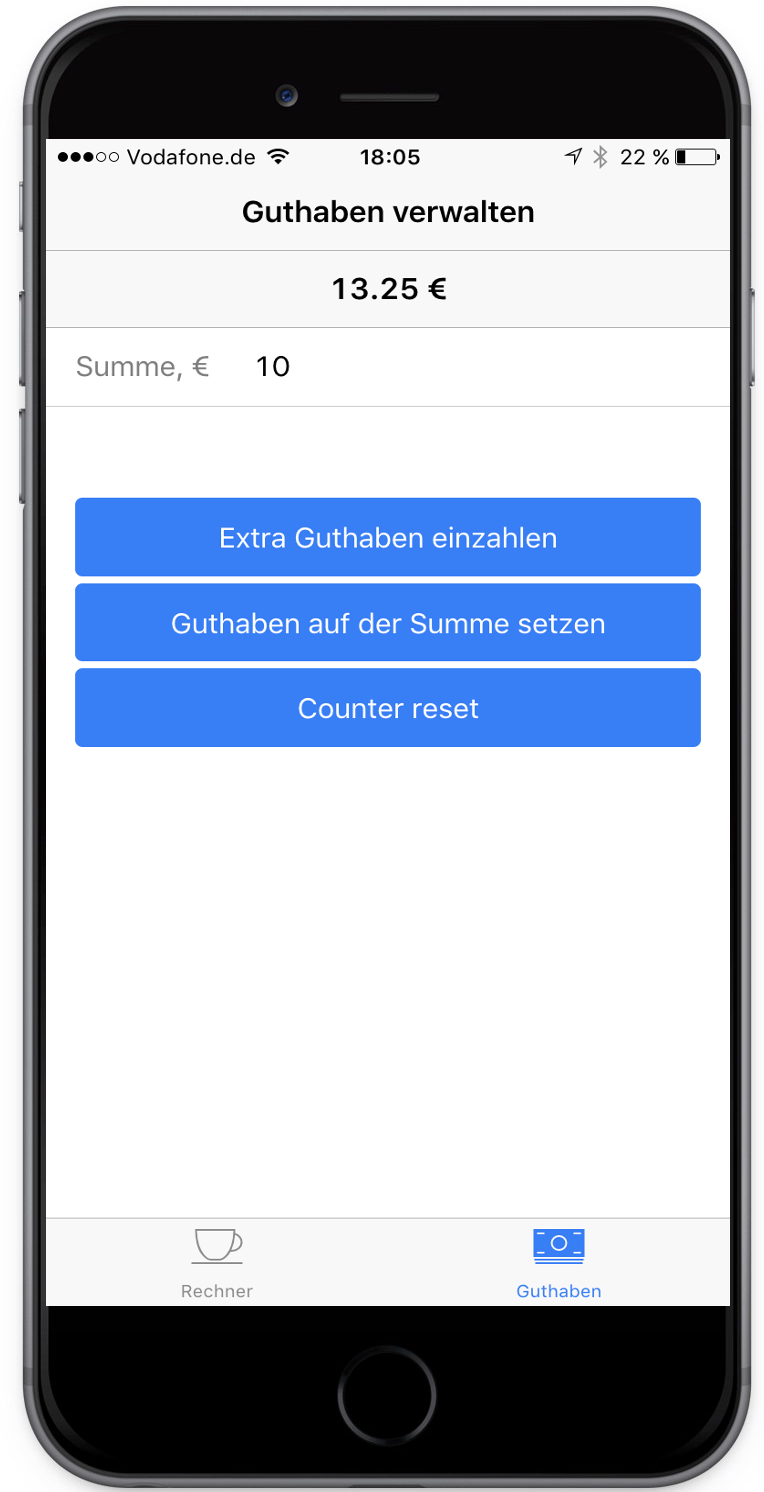 Vodafone.de 18:05 22 %
Guthaben verwalten
13.25 €
Summe, € 10
Extra Guthaben einzahlen
Guthaben auf der Summe setzen
Counter reset
Rechner Guthaben